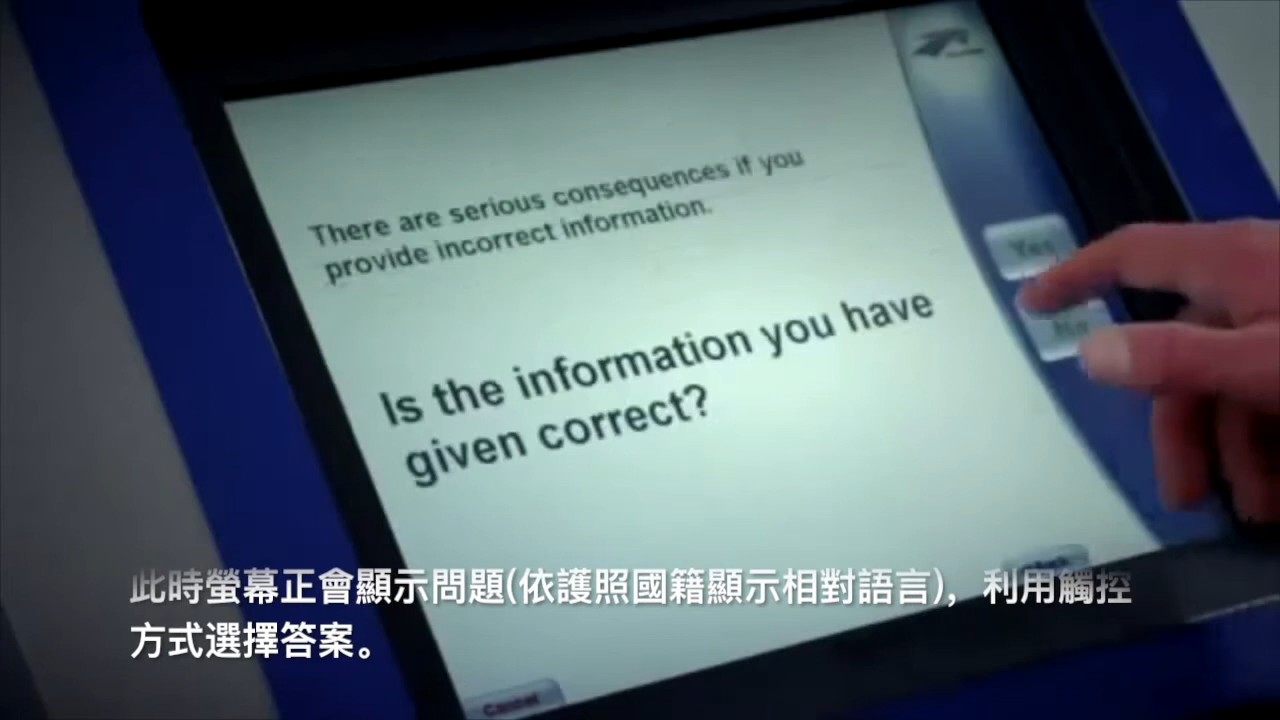 There are serious consequences if you
provide incorrect information.
Yes
Is the information you have
given correct?
No
此時螢幕正會顯示問題(依護照國籍顯示相對語言)，利用觸控
方式選擇答案。
Cancel